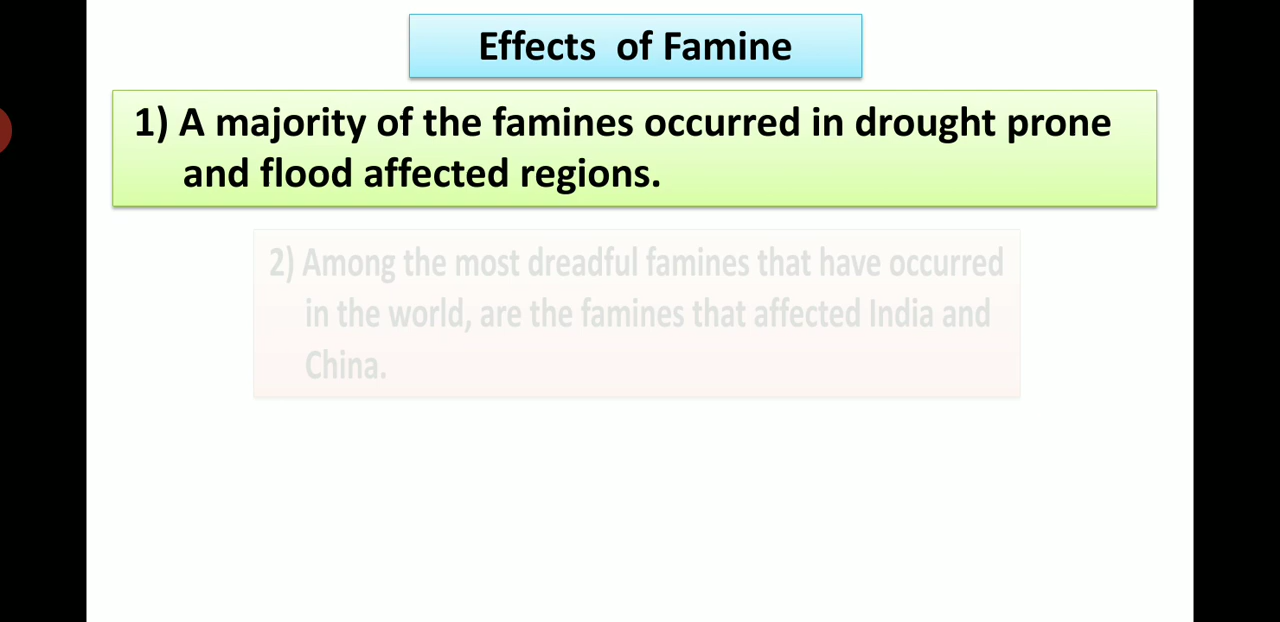 Effects of Famine
1) A majority of the famines occurred in drought prone
and flood affected regions.
2) Among the most dreadful famines that have occurred
in the world, are the famines that affected India and
China.